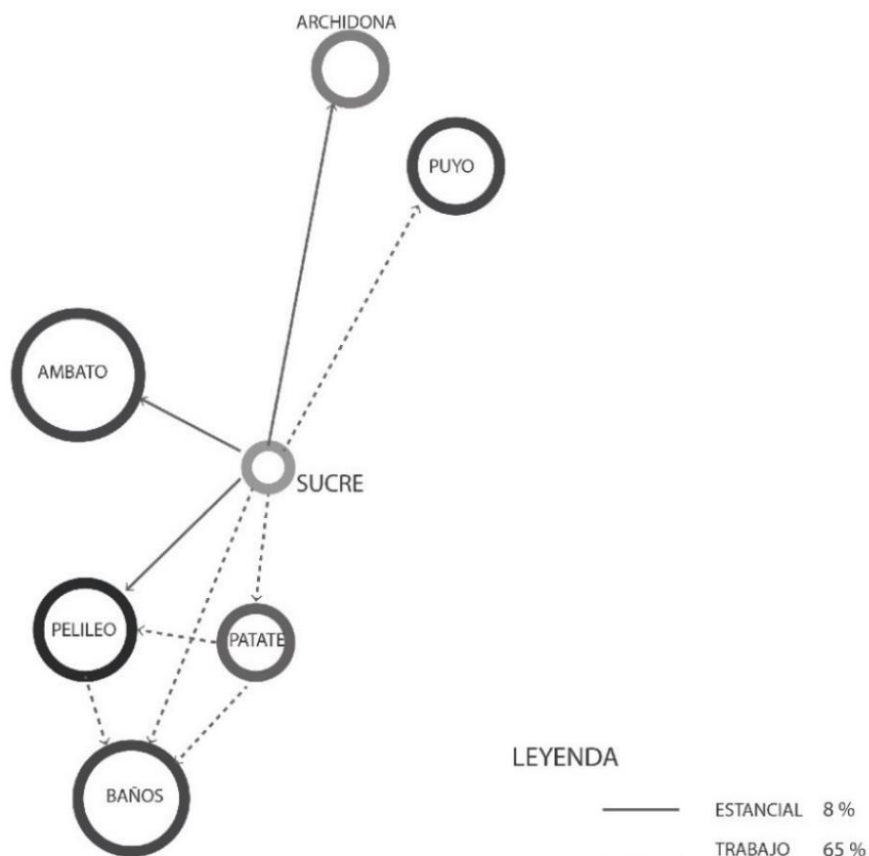 ARCHIDONA
PUYO
AMBATO
SUCRE
PELILEO
PATATE
BAÑOS
LEYENDA
ESTANCIAL 8 %
TRABAJO 65 %